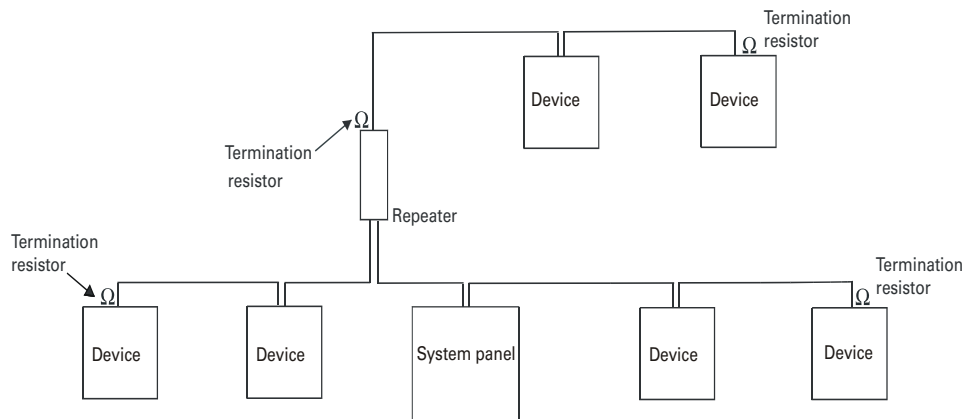 Termination
Ω resistor
Device
Device
Ω
Termination
resistor
Repeater
Termination
resistor
Ω
Termination
resistor
Ω
Device
Device
System panel
Device
Device